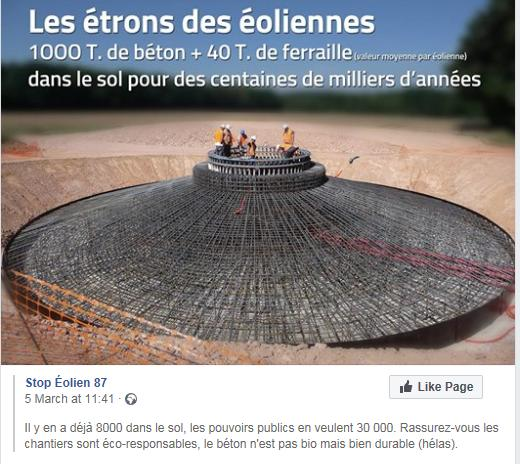 Les étrons des éoliennes
1000 T. de béton + 40 T. de ferraille (valeur moyenne par éolienne)
dans le sol pour des centaines de milliers d'années
Stop Éolien 87
5 March at 11:41 ·
Like Page
Il y en a déjà 8000 dans le sol, les pouvoirs publics en veulent 30 000. Rassurez-vous les
chantiers sont éco-responsables, le béton n'est pas bio mais bien durable (hélas).